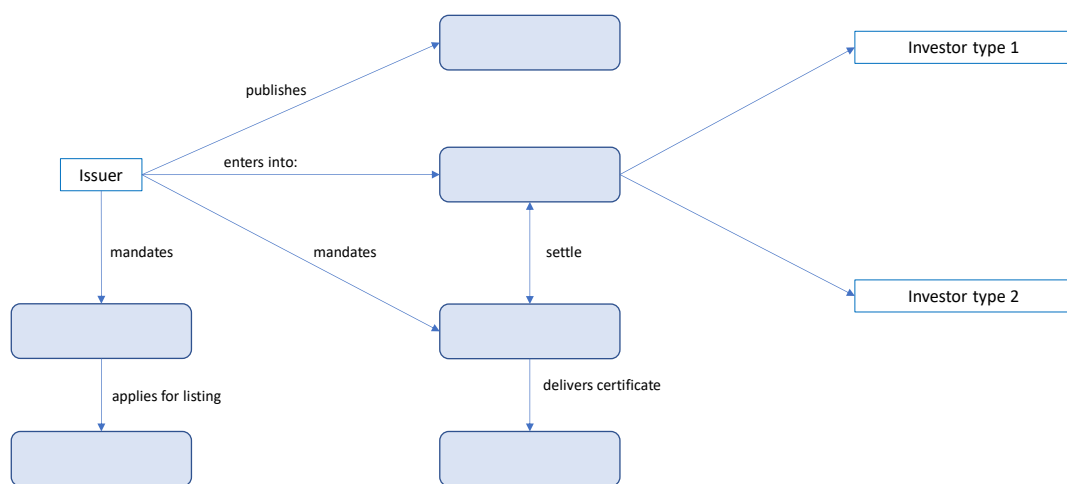 Investor type 1
publishes
enters into:
Issuer
mandates
mandates
settle
Investor type 2
applies for listing
delivers certificate